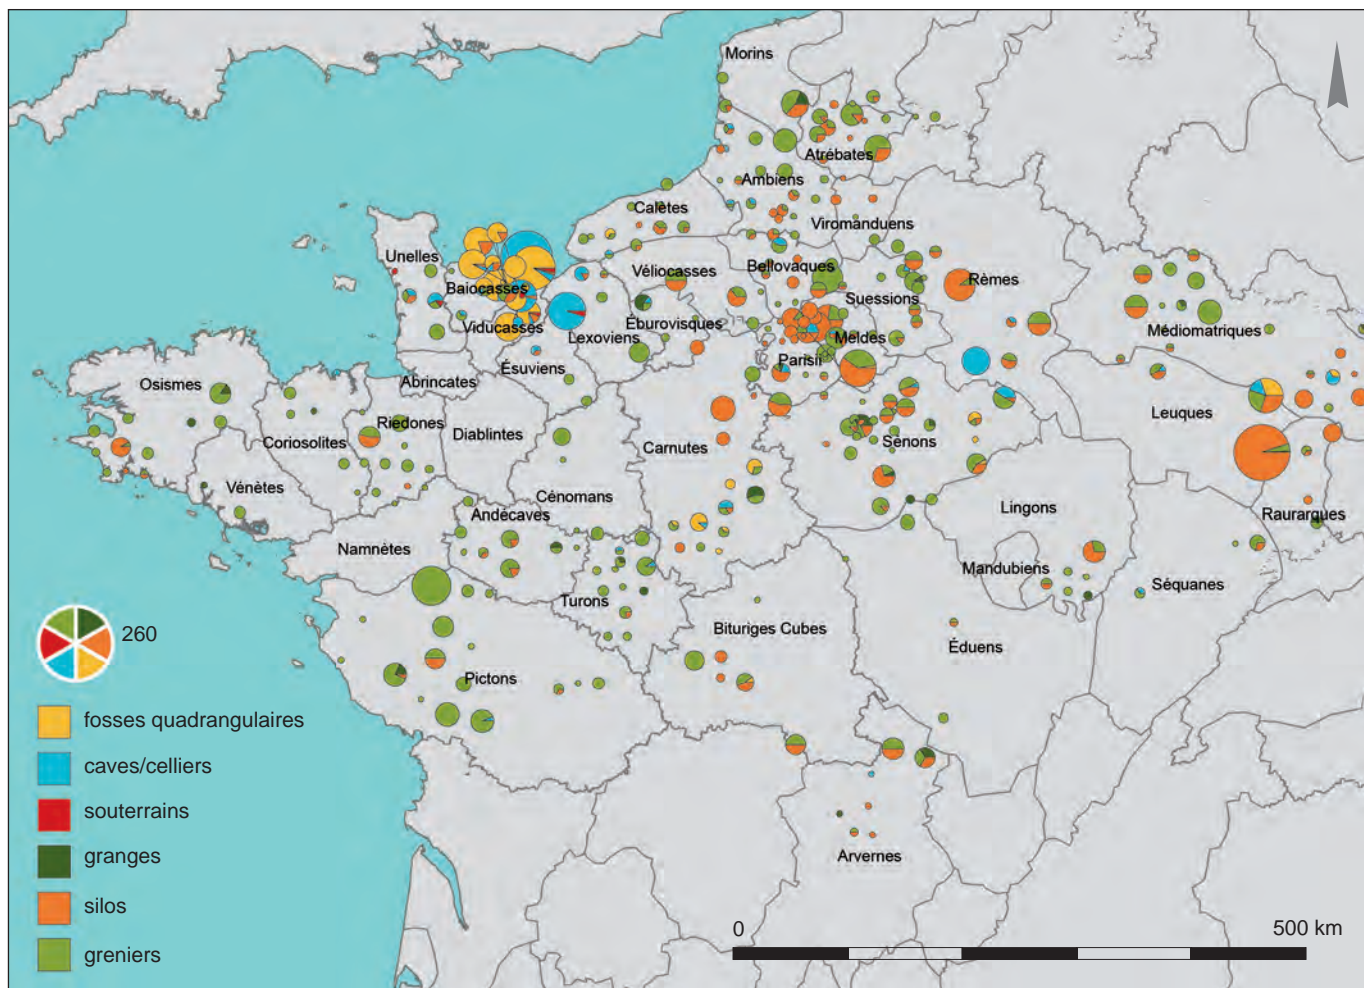 Morins
Atrébates
Ambiens
Calètes
Viromanduens
Unelles
Véliocasses
Bellovaques
Rèmes
Baiocasses
Suessions
Viducasses
Lexoviens
Éburovisques
Meldes
Médiomatriques
Parisii
Ésuviens
Abrincates
Osismes
Riedones
Coriosolites
Diablintes
Carnutes
Sénons
Leuques
Vénètes
Cénomans
Andécaves
Lingons
Raurarques
Namnètes
Mandubiens
Séquanes
Turons
Bituriges Cubes
Éduens
Pictons
Arvernes
260
fosses quadrangulaires
caves/celliers
souterrains
granges
silos
greniers
0
500 km